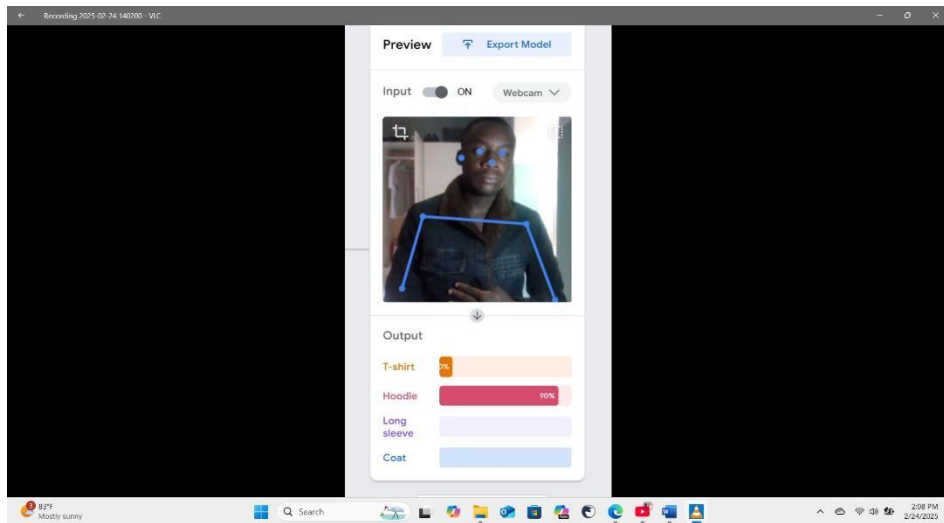 Recording 2025-02-24 140200 - VLC
Preview
Export Model
Input
ON
Webcam
Output
T-shirt
Hoodie
90%
Long
sleeve
Coat
3
83°F
Mostly sunny
Search
2:08 PM
2/24/2025